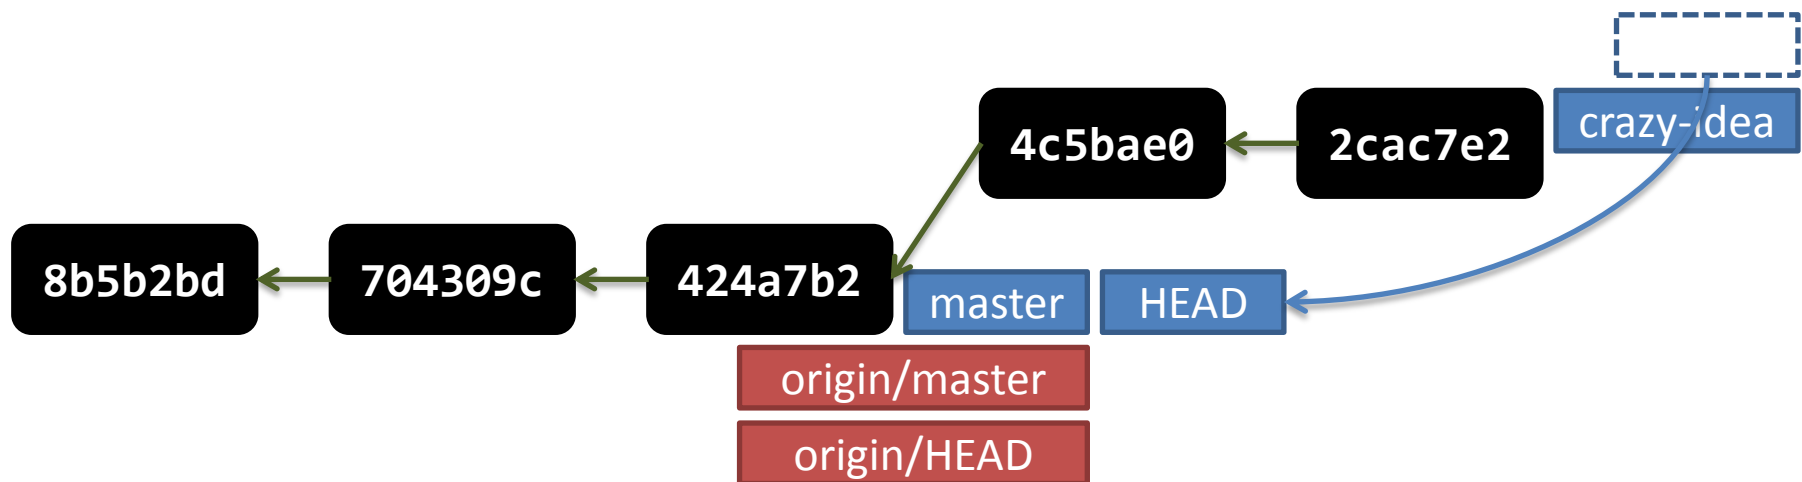 crazy-idea
4c5bae0
2cac7e2
8b5b2bd
704309c
424a7b2
master
HEAD
origin/master
origin/HEAD